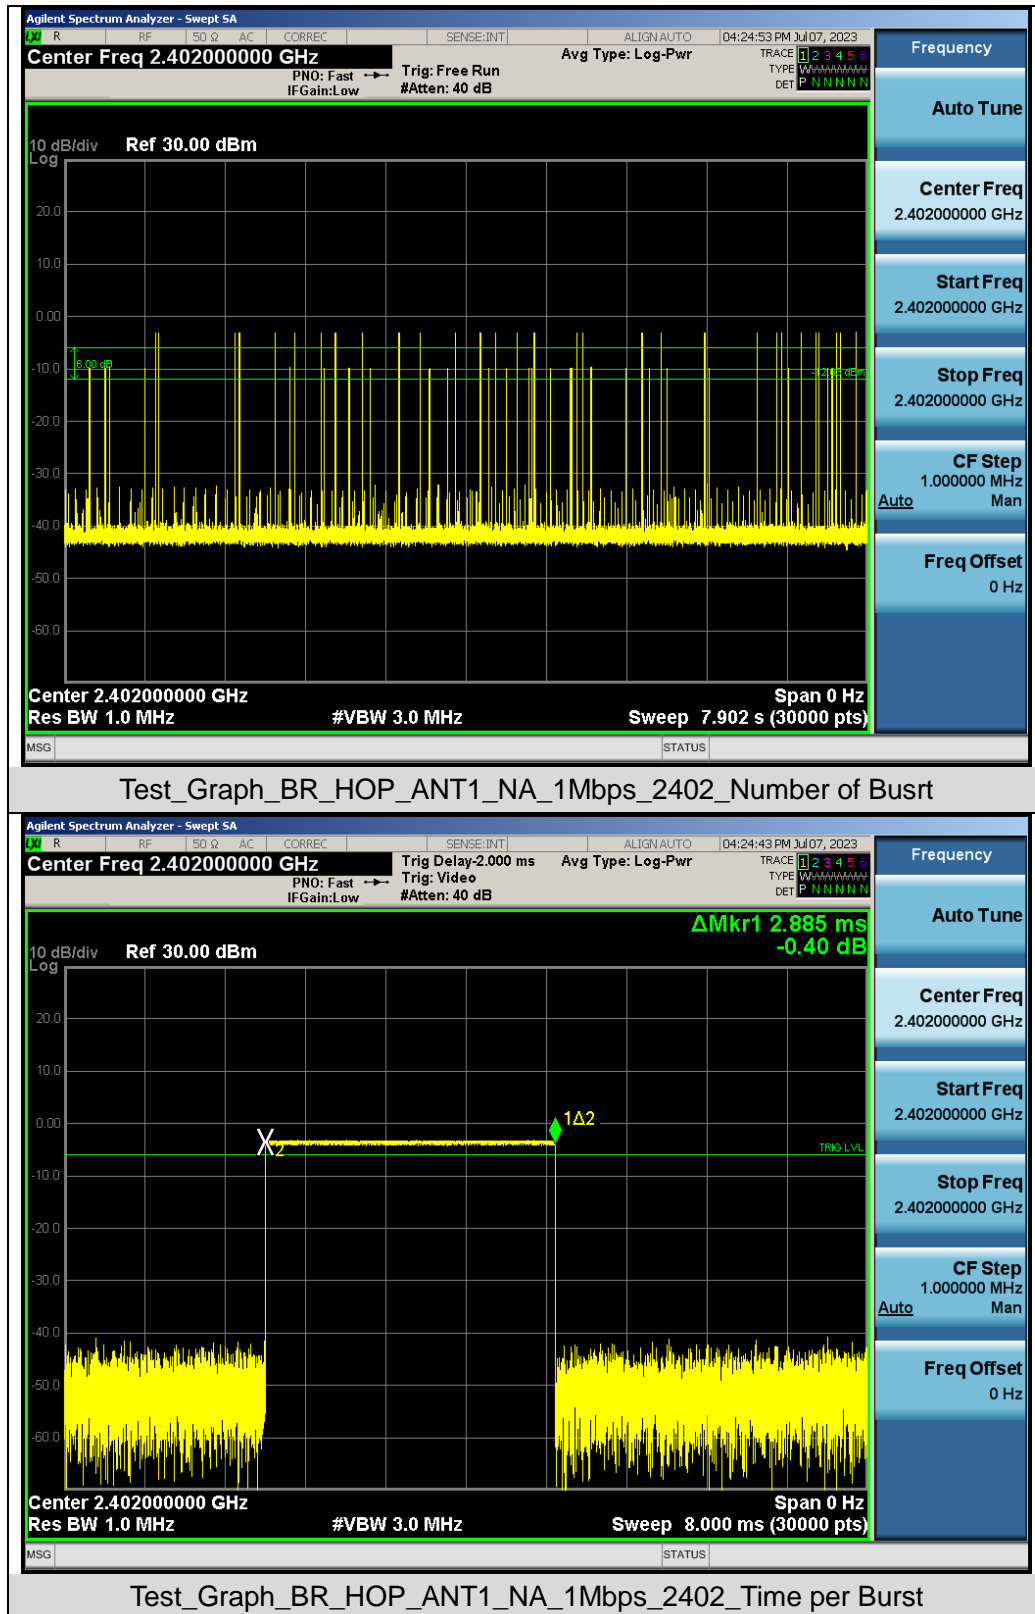 Agilent Spectrum Analyzer - Swept SA
LXI R RF 50 Ω AC CORREC SENSE:INT ALIGN AUTO 04:24:53 PM Jul 07, 2023
Center Freq 2.402000000 GHz
PNO: Fast
IFGain:Low
Trig: Free Run
#Atten: 40 dB
Avg Type: Log-Pwr
TRACE 1 2 3 4 5 6
TYPE W
DET P N N N N N
10 dB/div Ref 30.00 dBm
Log
20.0
10.0
0.00
-10.0
-20.0
-30.0
-40.0
-50.0
-60.0
6.00 dB
Center 2.402000000 GHz Span 0 Hz
Res BW 1.0 MHz #VBW 3.0 MHz Sweep 7.902 s (30000 pts)
MSG STATUS
Frequency
Auto Tune
Center Freq
2.402000000 GHz
Start Freq
2.402000000 GHz
Stop Freq
2.402000000 GHz
CF Step
1.000000 MHz
Auto Man
Freq Offset
0 Hz
Test_Graph_BR_HOP_ANT1_NA_1Mbps_2402_Number of Busrt
Agilent Spectrum Analyzer - Swept SA
LXI R RF 50 Ω AC CORREC SENSE:INT ALIGN AUTO 04:24:43 PM Jul 07, 2023
Center Freq 2.402000000 GHz
PNO: Fast
IFGain:Low
Trig Delay-2.000 ms
Trig: Video
#Atten: 40 dB
Avg Type: Log-Pwr
TRACE 1 2 3 4 5 6
TYPE W
DET P N N N N N
ΔMkr1 2.885 ms
-0.40 dB
10 dB/div Ref 30.00 dBm
Log
20.0
10.0
0.00
-10.0
-20.0
-30.0
-40.0
-50.0
-60.0
1Δ2
2
TRIG LVL
Center 2.402000000 GHz Span 0 Hz
Res BW 1.0 MHz #VBW 3.0 MHz Sweep 8.000 ms (30000 pts)
MSG STATUS
Frequency
Auto Tune
Center Freq
2.402000000 GHz
Start Freq
2.402000000 GHz
Stop Freq
2.402000000 GHz
CF Step
1.000000 MHz
Auto Man
Freq Offset
0 Hz
Test_Graph_BR_HOP_ANT1_NA_1Mbps_2402_Time per Burst